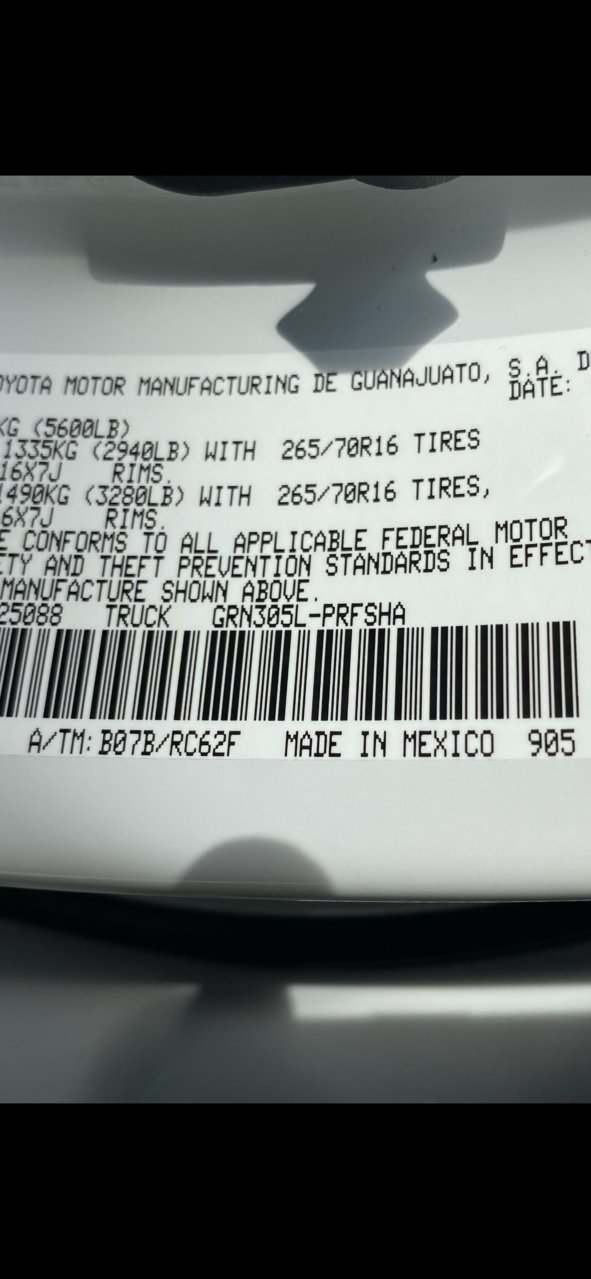 OYOTA MOTOR MANUFACTURING DE GUANAJUATO, S.A. D
DATE:
KG (5600LB)
1335KG (2940LB) WITH 265/70R16 TIRES
16X7J RIMS.
1490KG (3280LB) WITH 265/70R16 TIRES,
6X7J RIMS.
E CONFORMS TO ALL APPLICABLE FEDERAL MOTOR
ETY AND THEFT PREVENTION STANDARDS IN EFFECT
MANUFACTURE SHOWN ABOVE.
25088 TRUCK GRN305L-PRFSHA
A/TM: B07B/RC62F MADE IN MEXICO 905